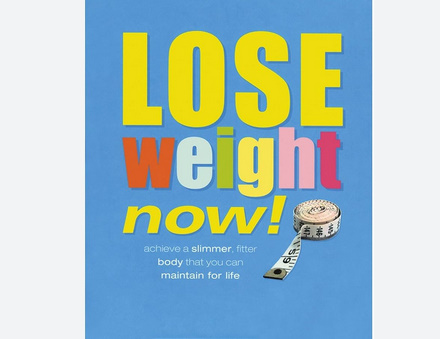 LOSE
weight
now!
achieve a slimmer, fitter
body that you can
maintain for life